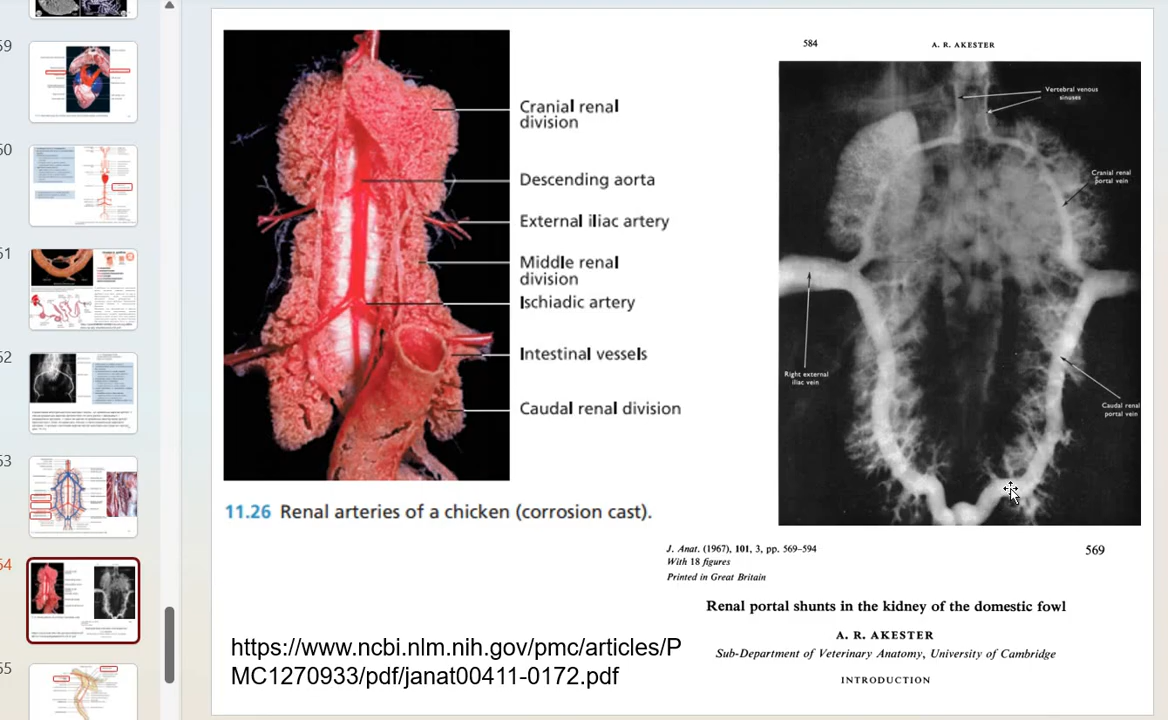 59
60
61
62
63
64
65
Cranial renal
division
Descending aorta
External iliac artery
Middle renal
division
Ischiadic artery
Intestinal vessels
Caudal renal division
11.26 Renal arteries of a chicken (corrosion cast).
https://www.ncbi.nlm.nih.gov/pmc/articles/P
MC1270933/pdf/janat00411-0172.pdf
584
A. R. AKESTER
Vertebral venous
sinuses
Cranial renal
portal vein
Right external
iliac vein
Caudal renal
portal vein
J. Anat. (1967), 101, 3, pp. 569–594
With 18 figures
Printed in Great Britain
569
Renal portal shunts in the kidney of the domestic fowl
A. R. AKESTER
Sub-Department of Veterinary Anatomy, University of Cambridge
INTRODUCTION